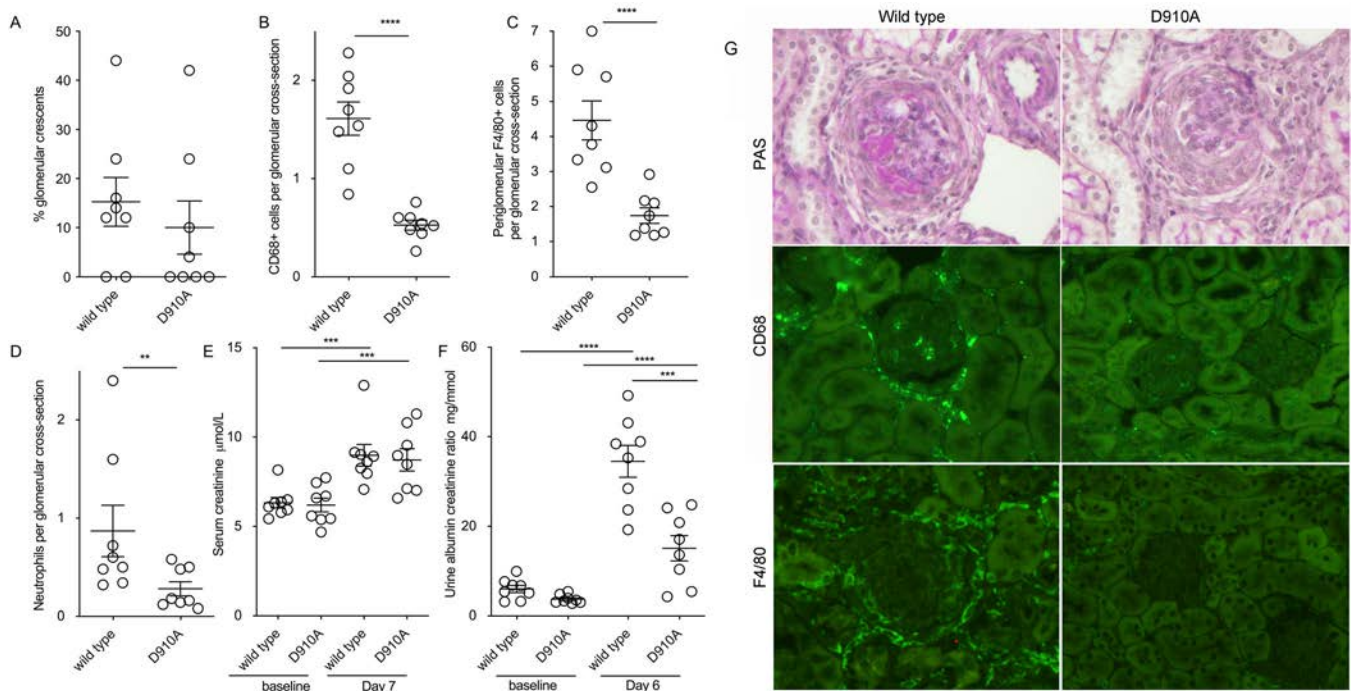 A
% glomerular crescents
50
40
30
20
10
0
wild type
D910A
B
****
CD68+ cells per glomerular cross-section
2
1
0
wild type
D910A
C
****
Periglomerular F4/80+ cells
per glomerular cross-section
7
6
5
4
3
2
1
0
wild type
D910A
D
**
Neutrophils per glomerular cross-section
2
1
0
wild type
D910A
E
***
***
Serum creatinine µmol/L
15
10
5
0
wild type
D910A
wild type
D910A
baseline
Day 7
F
****
****
***
Urine albumin creatinine ratio mg/mmol
60
40
20
0
wild type
D910A
wild type
D910A
baseline
Day 6
G
Wild type
D910A
PAS
CD68
F4/80